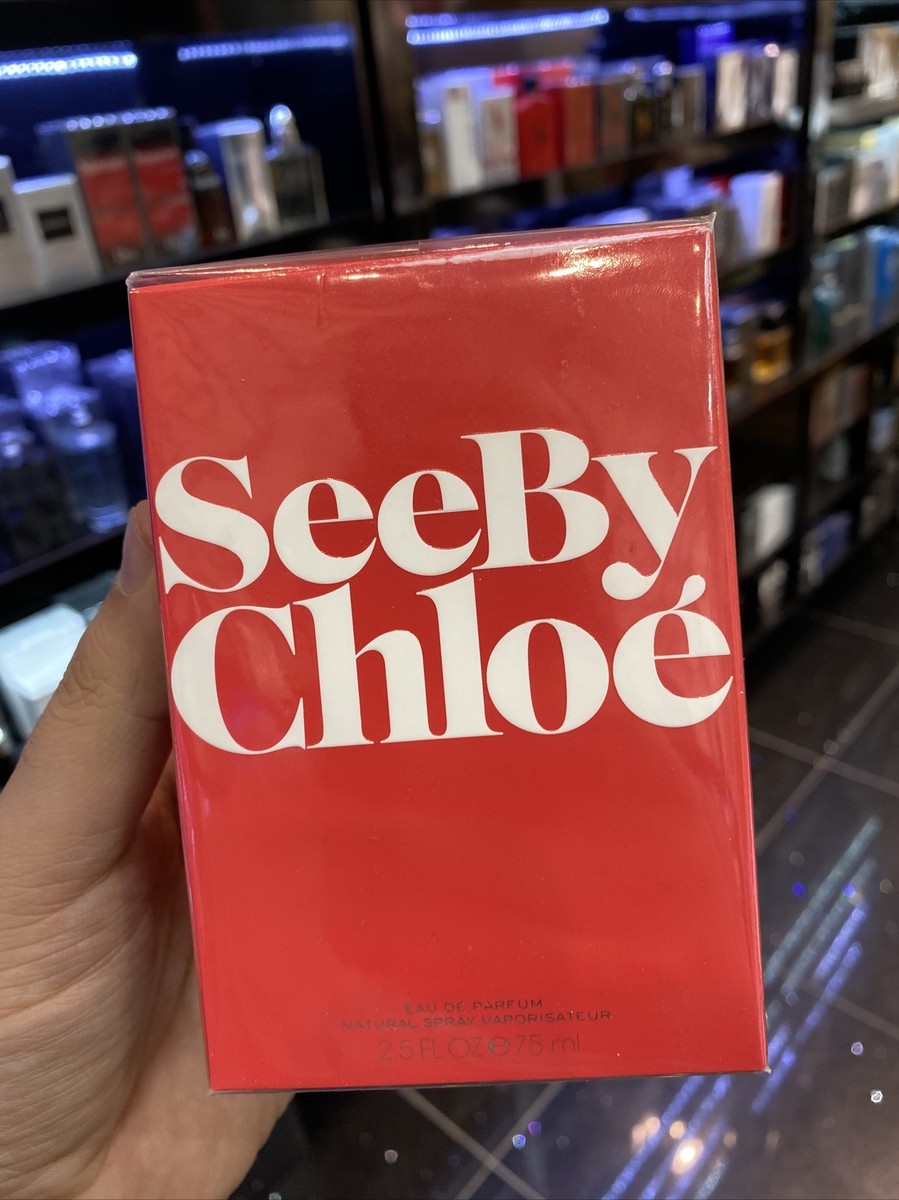 SeeBy
Chloé
EAU DE PARFUM
NATURAL SPRAY VAPORISATEUR
2.5 FL OZ ℮ 75 ml